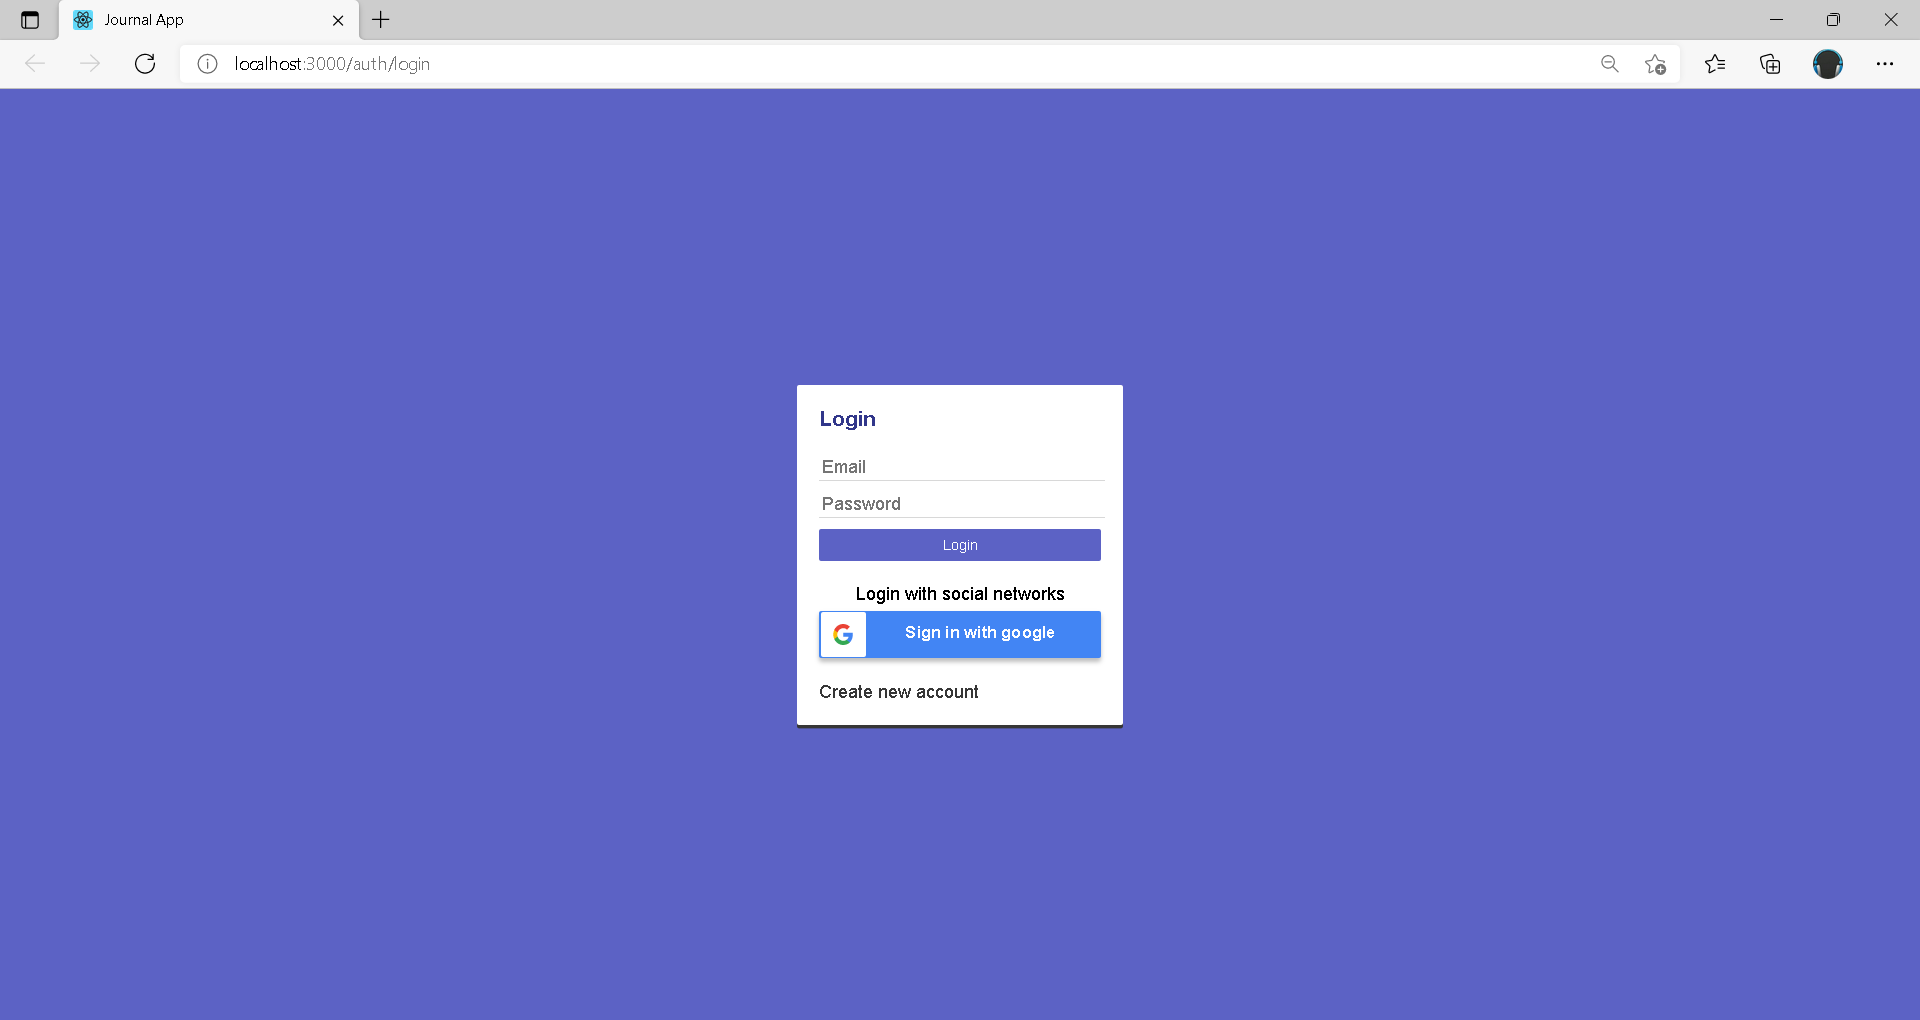 Journal App
localhost:3000/auth/login
Login
Email
Password
Login
Login with social networks
Sign in with google
Create new account